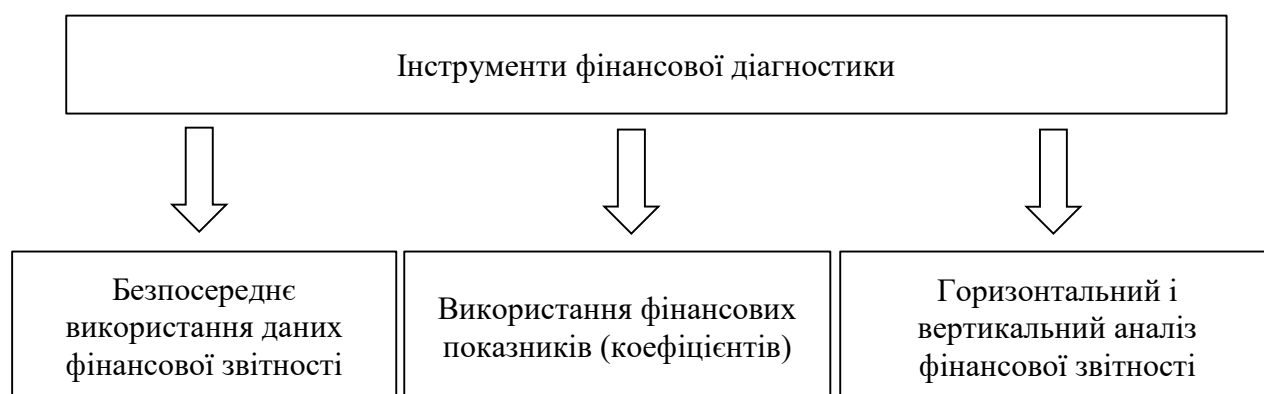 Інструменти фінансової діагностики
Безпосереднє
використання даних
фінансової звітності
Використання фінансових
показників (коефіцієнтів)
Горизонтальний і
вертикальний аналіз
фінансової звітності